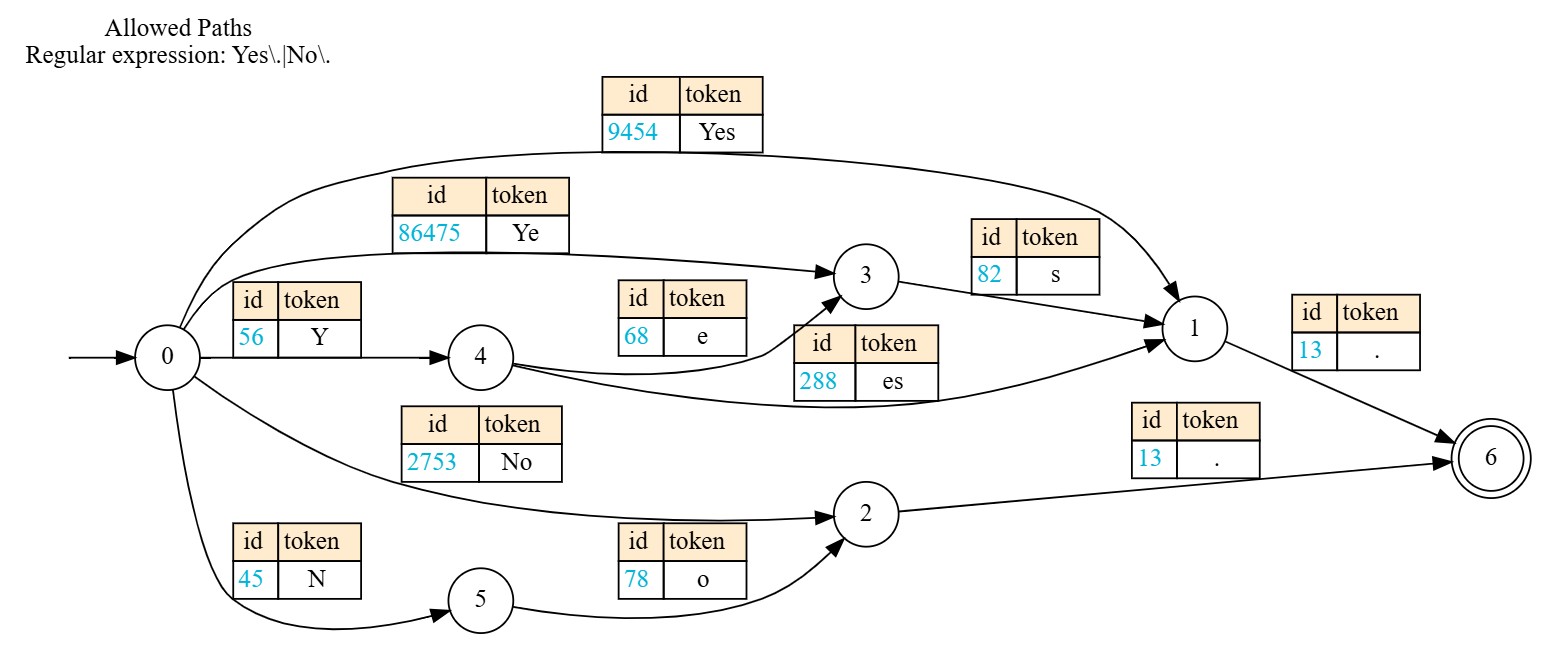 Allowed Paths
Regular expression: Yes\.|No\.
id token
9454 Yes
id token
86475 Ye
id token
82 s
3
id token
56 Y
id token
68 e
id token
13 .
1
0
4
id token
288 es
id token
2753 No
id token
13 .
6
2
id token
45 N
id token
78 o
5